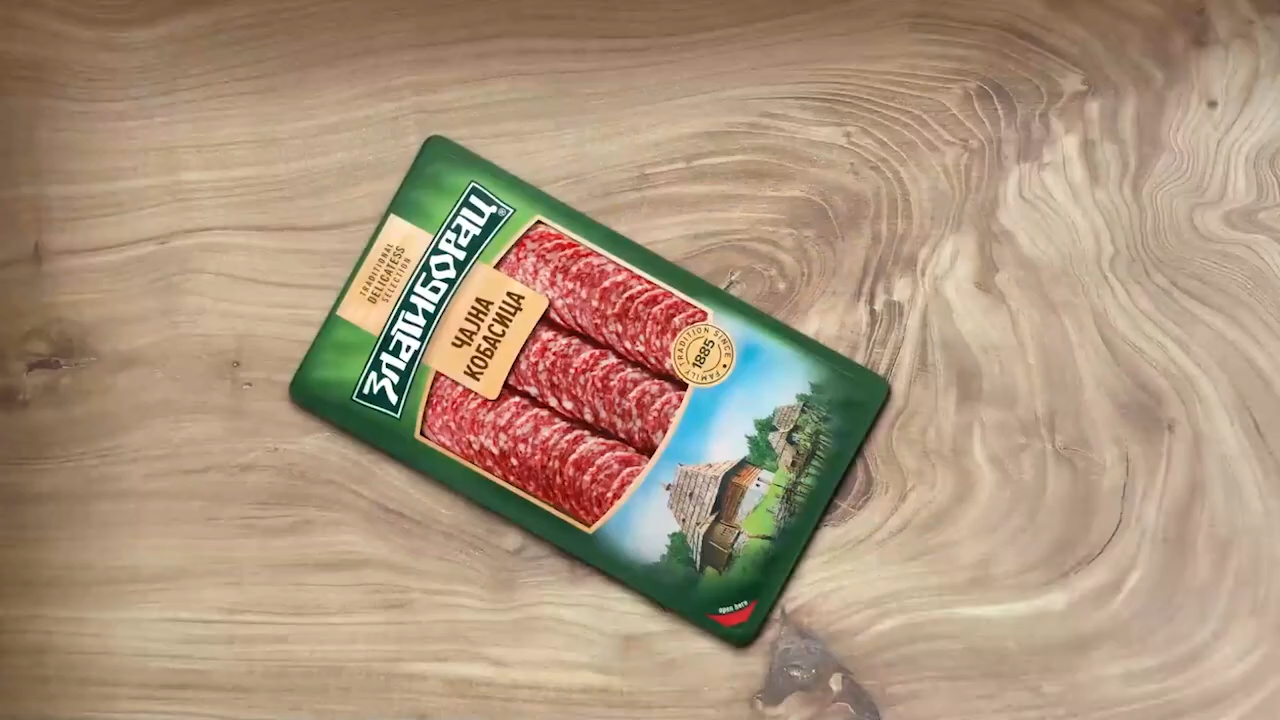 TRADITIONAL
DELICATESS
SELECTION
ЗЛАТИБОРАЦ®
ЧАЈНА
КОБАСИЦА
FAMILY TRADITION SINCE
1885
open here